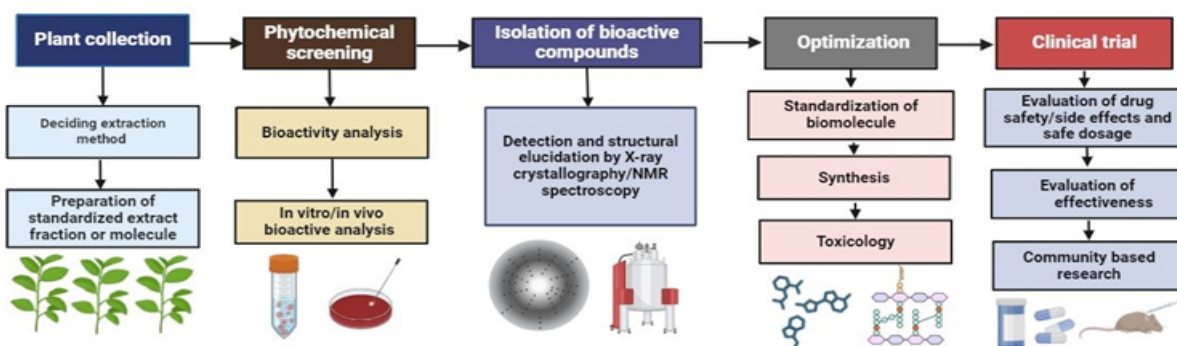 Plant collection
Deciding extraction
method
Preparation of
standardized extract
fraction or molecule
Phytochemical
screening
Bioactivity analysis
In vitro/in vivo
bioactive analysis
Isolation of bioactive
compounds
Detection and structural
elucidation by X-ray
crystallography/NMR
spectroscopy
Optimization
Standardization of
biomolecule
Synthesis
Toxicology
Clinical trial
Evaluation of drug
safety/side effects and
safe dosage
Evaluation of
effectiveness
Community based
research